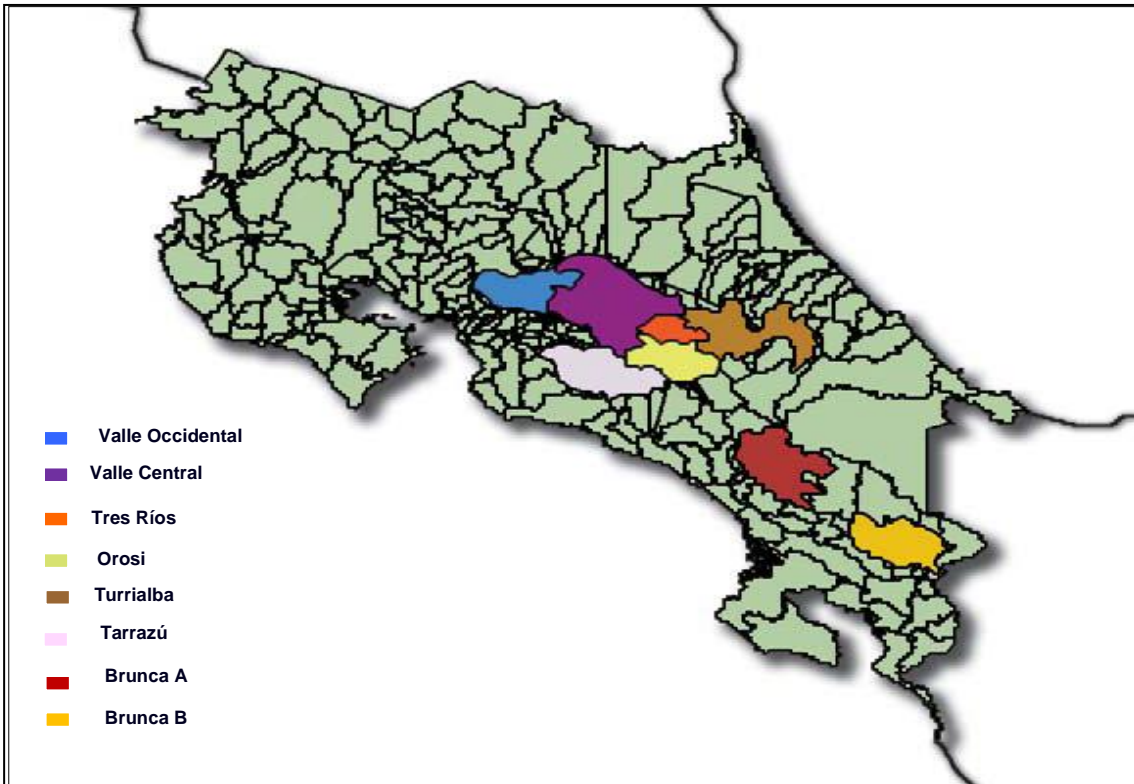 Valle Occidental
Valle Central
Tres Ríos
Orosi
Turrialba
Tarrazú
Brunca A
Brunca B